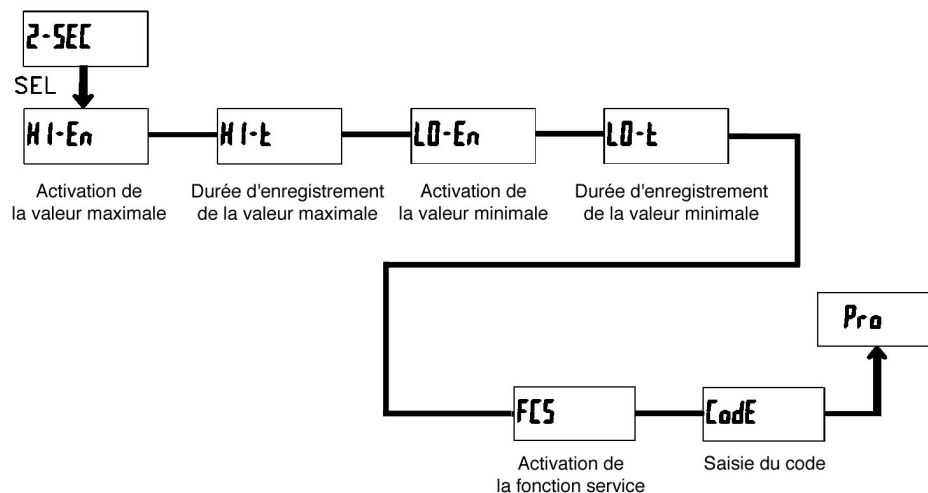 2-SEC
SEL
HI-En
HI-t
LO-En
LO-t
Activation de
la valeur maximale
Durée d'enregistrement
de la valeur maximale
Activation de
la valeur minimale
Durée d'enregistrement
de la valeur minimale
Pro
FCS
CodE
Activation de
la fonction service
Saisie du code